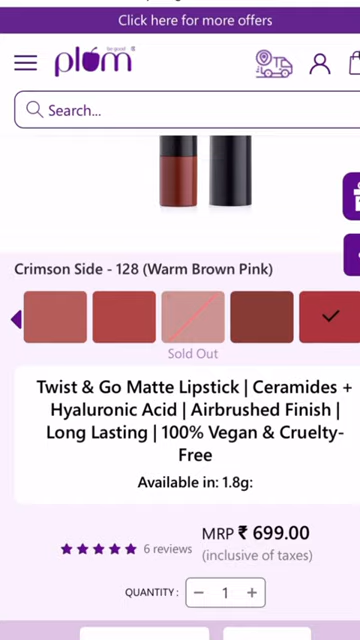 Click here for more offers
be good
plum
Search...
Crimson Side - 128 (Warm Brown Pink)
Sold Out
Twist & Go Matte Lipstick | Ceramides +
Hyaluronic Acid | Airbrushed Finish |
Long Lasting | 100% Vegan & Cruelty-
Free
Available in: 1.8g:
MRP ₹ 699.00
6 reviews
(inclusive of taxes)
QUANTITY :
− 1 +